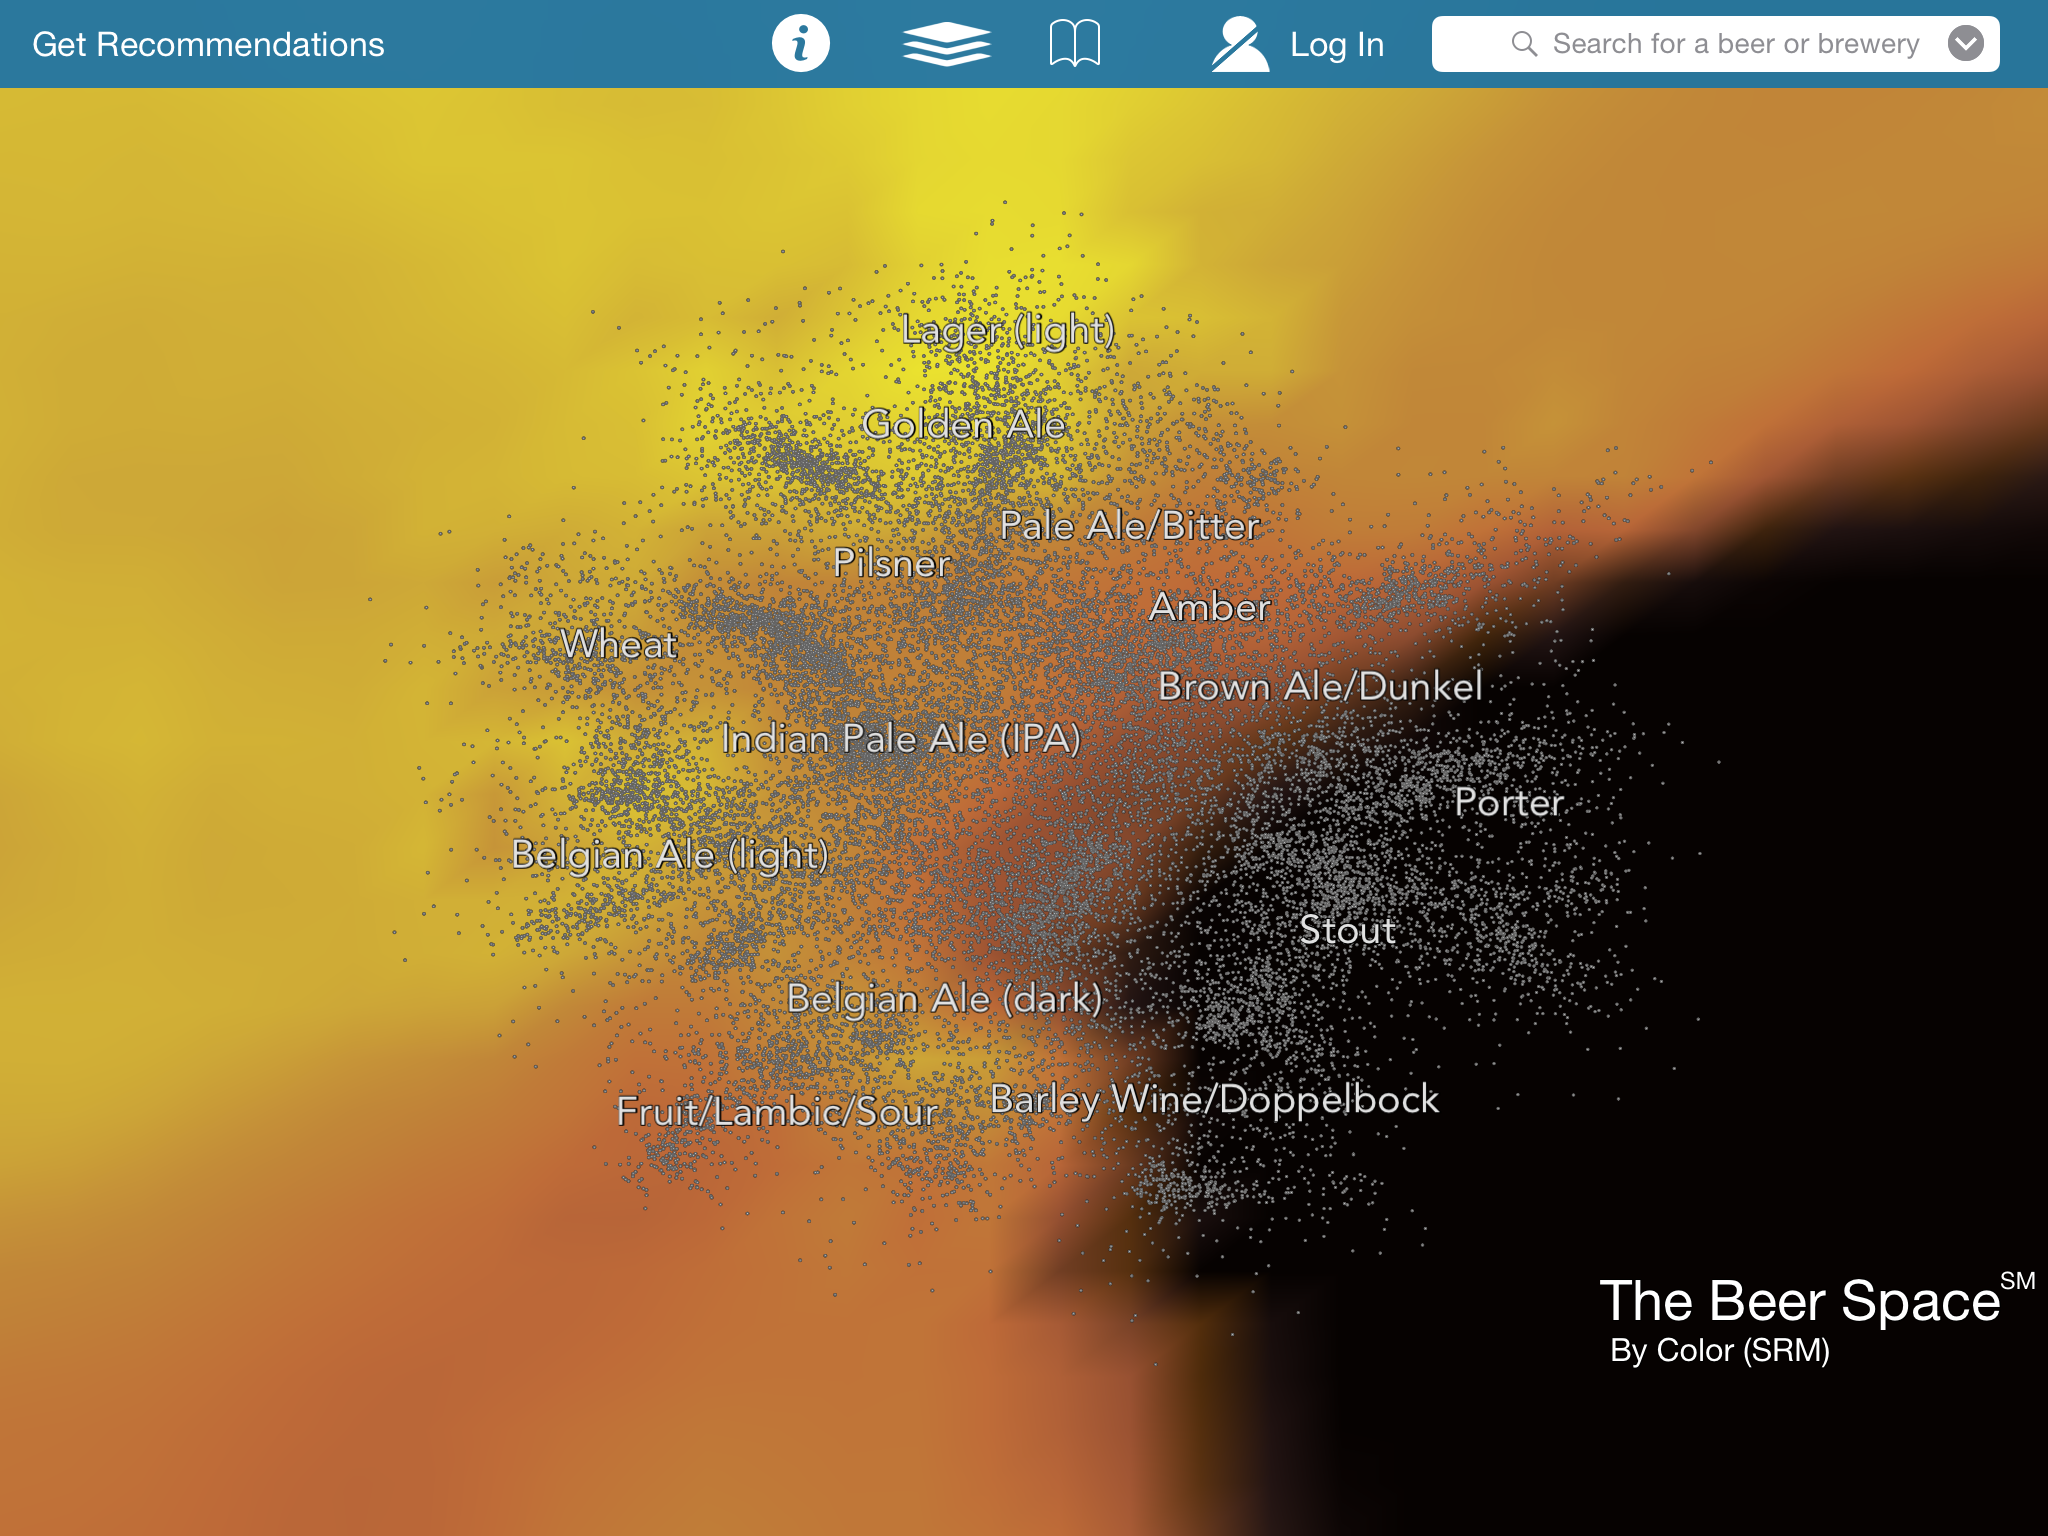 Get Recommendations
i
Log In
Search for a beer or brewery
Lager (light)
Golden Ale
Pale Ale/Bitter
Pilsner
Amber
Wheat
Brown Ale/Dunkel
Indian Pale Ale (IPA)
Porter
Belgian Ale (light)
Stout
Belgian Ale (dark)
Barley Wine/Doppelbock
Fruit/Lambic/Sour
The Beer Space SM
By Color (SRM)